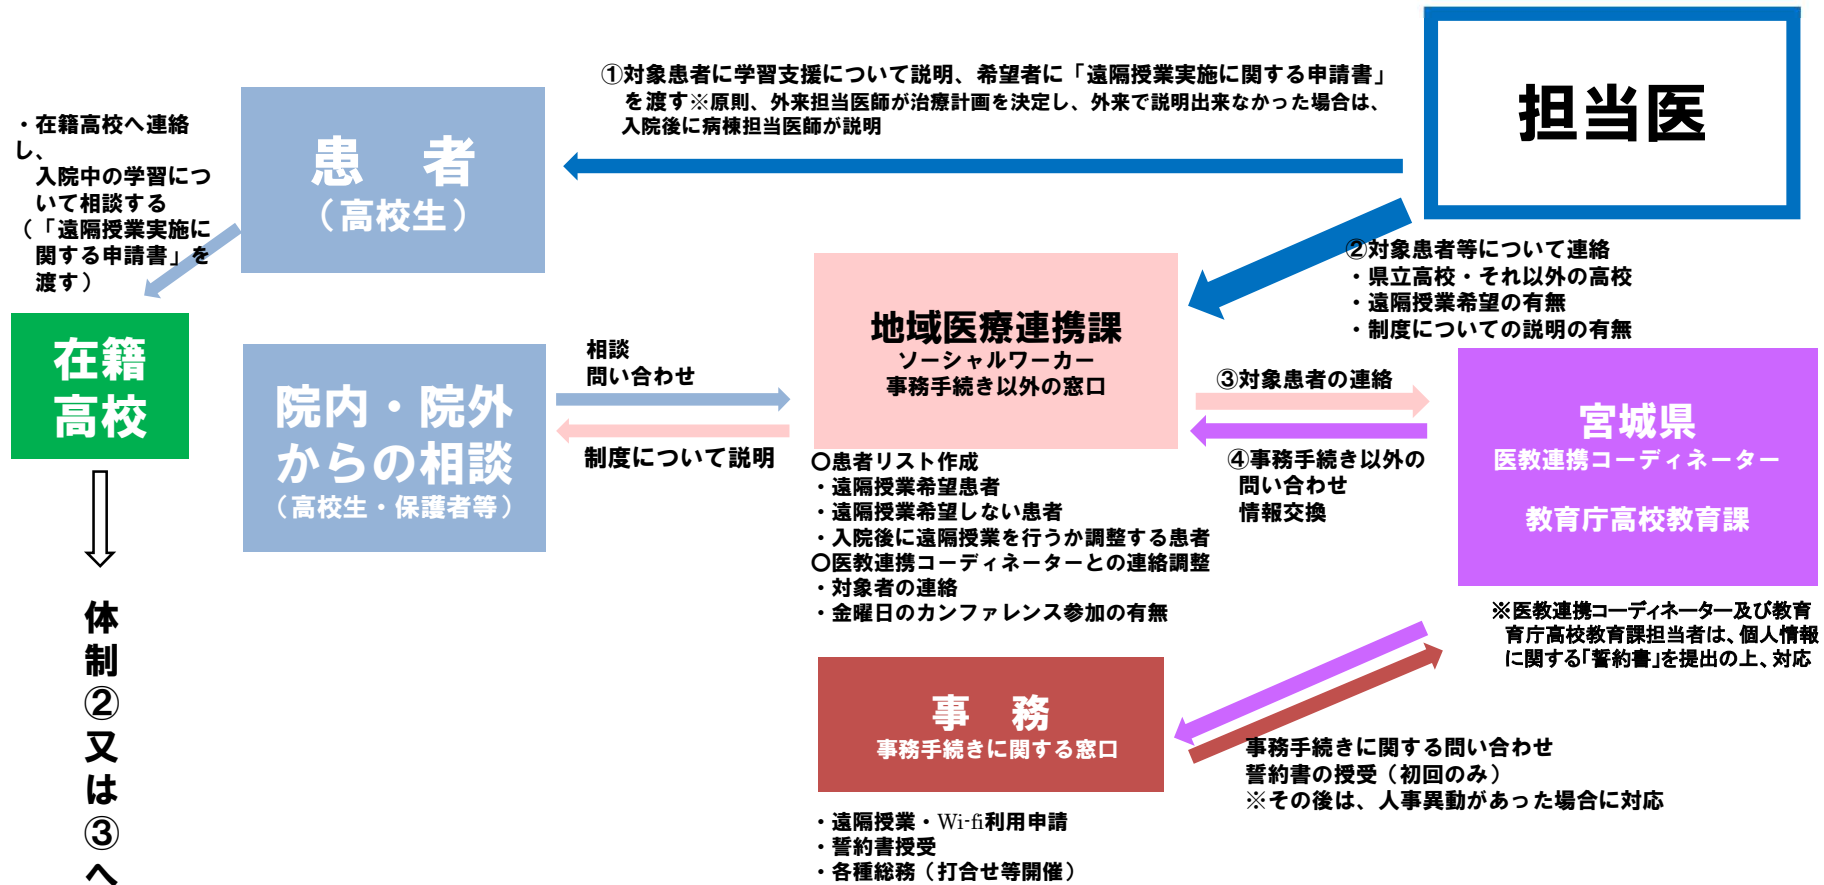 ①対象患者に学習支援について説明、希望者に「遠隔授業実施に関する申請書」
を渡す※原則、外来担当医師が治療計画を決定し、外来で説明出来なかった場合は、
入院後に病棟担当医師が説明
担当医
・在籍高校へ連絡
し、
入院中の学習につ
いて相談する
（「遠隔授業実施に
関する申請書」を
渡す）
患　者
（高校生）
②対象患者等について連絡
・県立高校・それ以外の高校
・遠隔授業希望の有無
・制度についての説明の有無
在籍
高校
院内・院外
からの相談
（高校生・保護者等）
相談
問い合わせ
制度について説明
地域医療連携課
ソーシャルワーカー
事務手続き以外の窓口
③対象患者の連絡
④事務手続き以外の
問い合わせ
情報交換
宮城県
医教連携コーディネーター
教育庁高校教育課
〇患者リスト作成
・遠隔授業希望患者
・遠隔授業希望しない患者
・入院後に遠隔授業を行うか調整する患者
〇医教連携コーディネーターとの連絡調整
・対象者の連絡
・金曜日のカンファレンス参加の有無
※医教連携コーディネーター及び教育
育庁高校教育課担当者は、個人情報
に関する「誓約書」を提出の上、対応
体制②又は③へ
事　務
事務手続きに関する窓口
事務手続きに関する問い合わせ
誓約書の授受（初回のみ）
※その後は、人事異動があった場合に対応
・遠隔授業・Wi-fi利用申請
・誓約書授受
・各種総務（打合せ等開催）